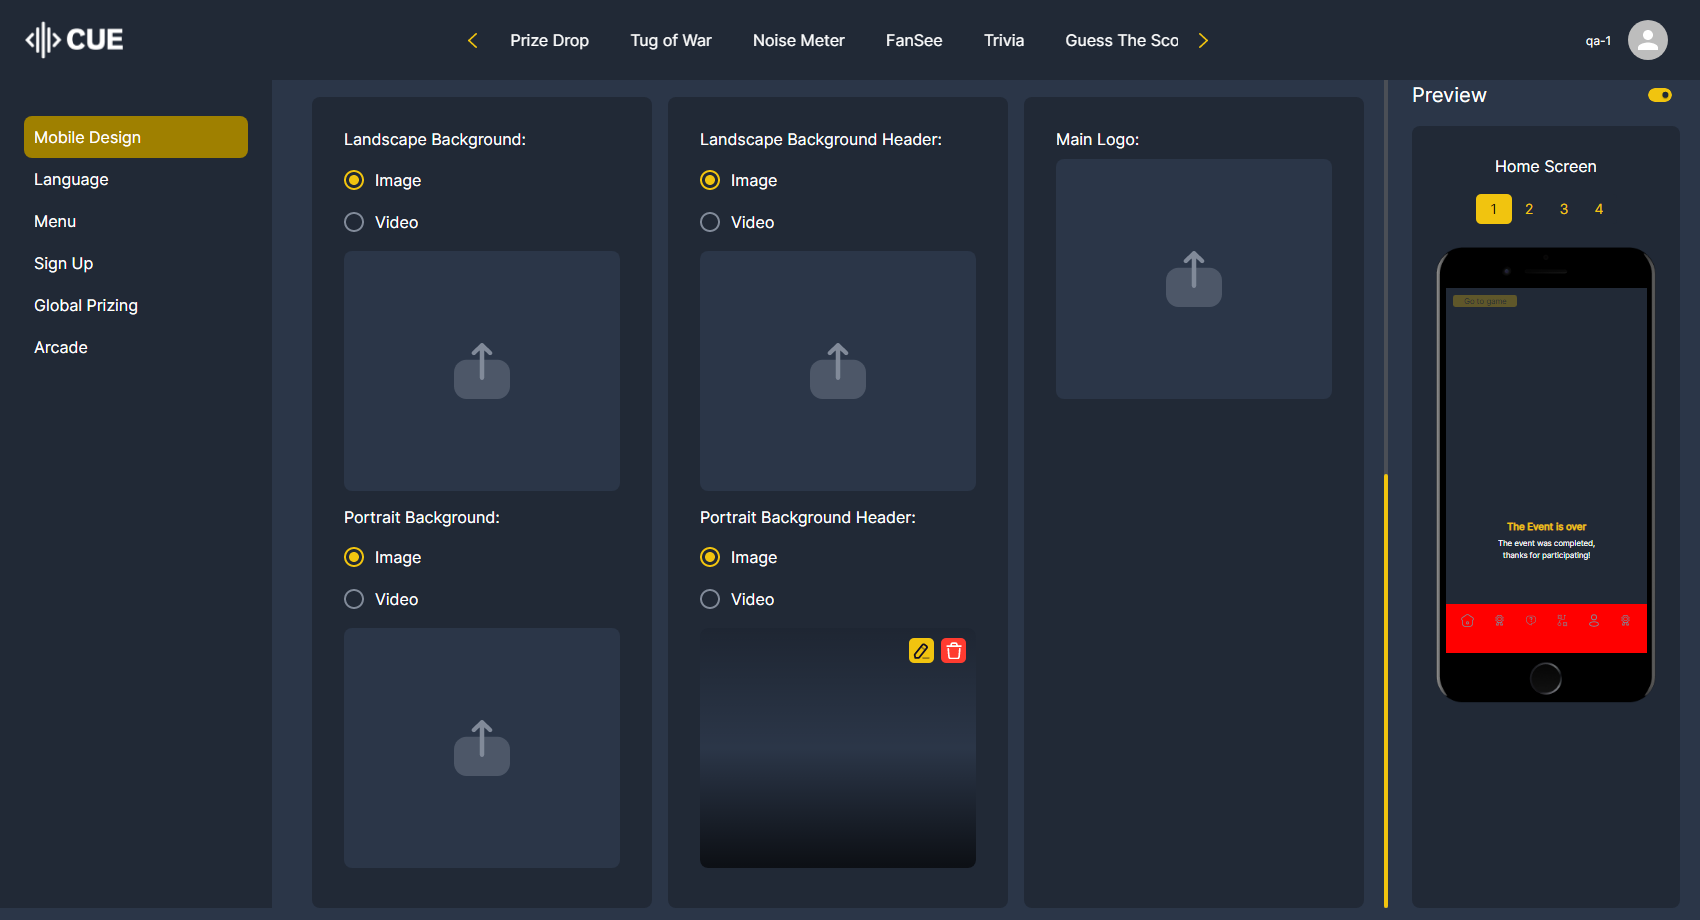 CUE
Prize Drop
Tug of War
Noise Meter
FanSee
Trivia
Guess The Sco
qa-1
Mobile Design
Language
Menu
Sign Up
Global Prizing
Arcade
Landscape Background:
Image
Video
Portrait Background:
Image
Video
Landscape Background Header:
Image
Video
Portrait Background Header:
Image
Video
Main Logo:
Preview
Home Screen
1 2 3 4
Go to game
The Event is over
The event was completed,
thanks for participating!